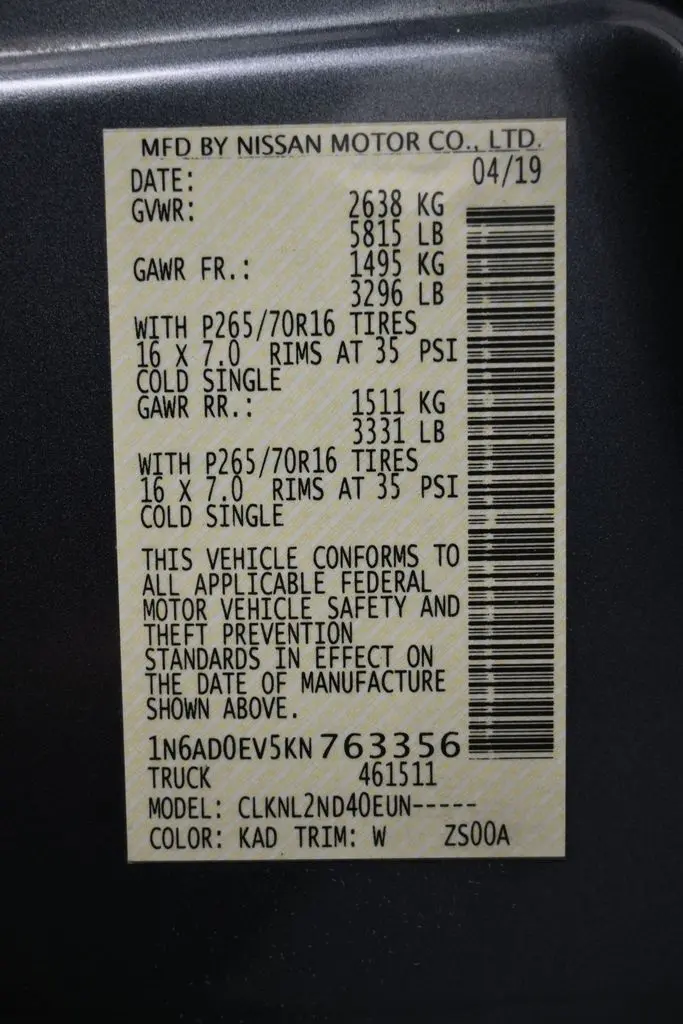 MFD BY NISSAN MOTOR CO., LTD.
DATE: 04/19
GVWR: 2638 KG
5815 LB
GAWR FR.: 1495 KG
3296 LB
WITH P265/70R16 TIRES
16 X 7.0 RIMS AT 35 PSI
COLD SINGLE
GAWR RR.: 1511 KG
3331 LB
WITH P265/70R16 TIRES
16 X 7.0 RIMS AT 35 PSI
COLD SINGLE
THIS VEHICLE CONFORMS TO
ALL APPLICABLE FEDERAL
MOTOR VEHICLE SAFETY AND
THEFT PREVENTION
STANDARDS IN EFFECT ON
THE DATE OF MANUFACTURE
SHOWN ABOVE.
1N6AD0EV5KN763356
TRUCK 461511
MODEL: CLKNL2ND40EUN-----
COLOR: KAD TRIM: W ZS00A